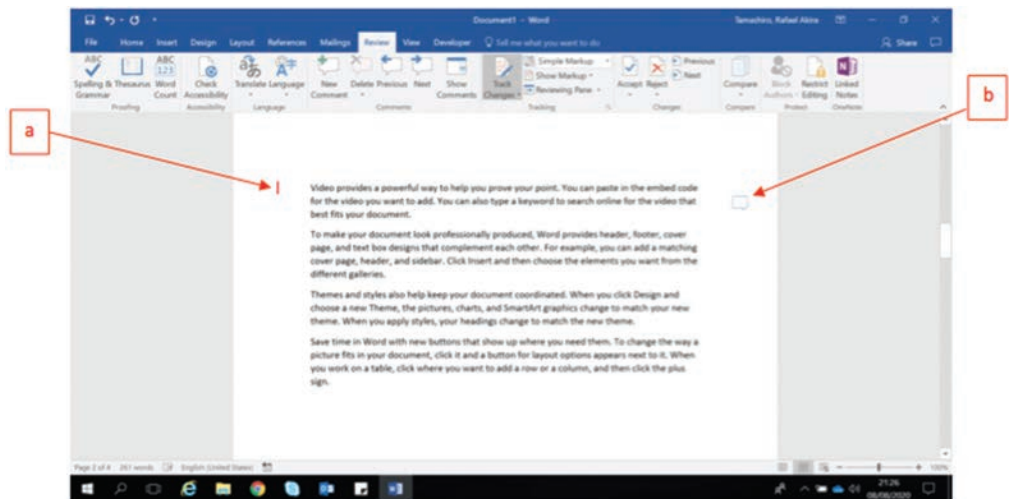 Document1 - Word
Tamashiro, Rafael Akira
File Home Insert Design Layout References Mailings Review View Developer Tell me what you want to do
Share
Spelling & Grammar Thesaurus Word Count Check Accessibility Translate Language New Comment Delete Previous Next Show Comments Track Changes Simple Markup Show Markup Reviewing Pane Accept Reject Previous Next Compare Block Authors Restrict Editing Linked Notes
Proofing Accessibility Language Comments Tracking Changes Compare Protect OneNote
a
b
Video provides a powerful way to help you prove your point. You can paste in the embed code
for the video you want to add. You can also type a keyword to search online for the video that
best fits your document.
To make your document look professionally produced, Word provides header, footer, cover
page, and text box designs that complement each other. For example, you can add a matching
cover page, header, and sidebar. Click Insert and then choose the elements you want from the
different galleries.
Themes and styles also help keep your document coordinated. When you click Design and
choose a new Theme, the pictures, charts, and SmartArt graphics change to match your new
theme. When you apply styles, your headings change to match the new theme.
Save time in Word with new buttons that show up where you need them. To change the way a
picture fits in your document, click it and a button for layout options appears next to it. When
you work on a table, click where you want to add a row or a column, and then click the plus
sign.
Page 2 of 4 261 words English (United States) 100%
21:26
08/08/2020